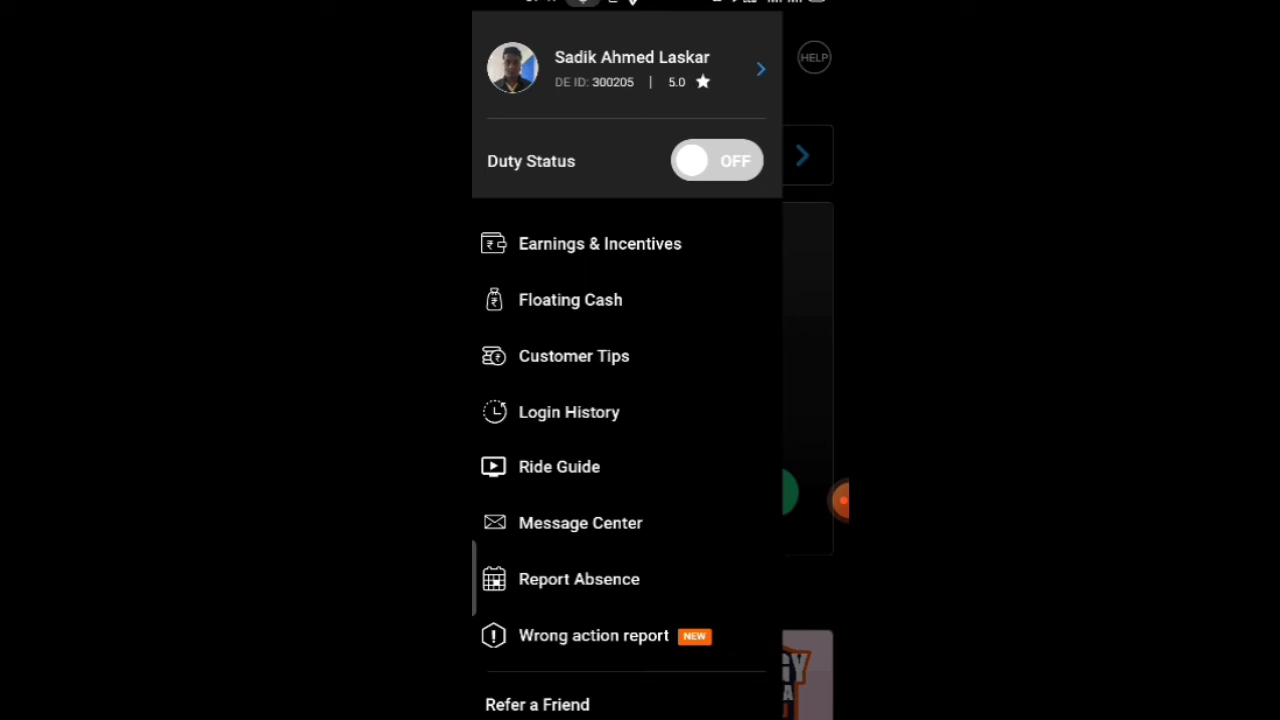 Sadik Ahmed Laskar
DE ID: 300205 | 5.0
HELP
Duty Status
OFF
Earnings & Incentives
Floating Cash
Customer Tips
Login History
Ride Guide
Message Center
Report Absence
Wrong action report NEW
Refer a Friend